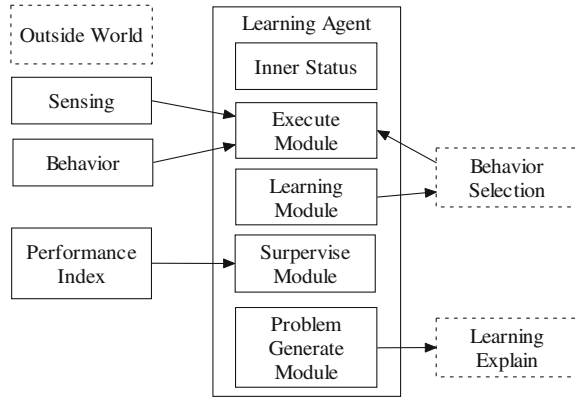 Outside World
Sensing
Behavior
Performance
Index
Learning Agent
Inner Status
Execute
Module
Learning
Module
Surpervise
Module
Problem
Generate
Module
Behavior
Selection
Learning
Explain